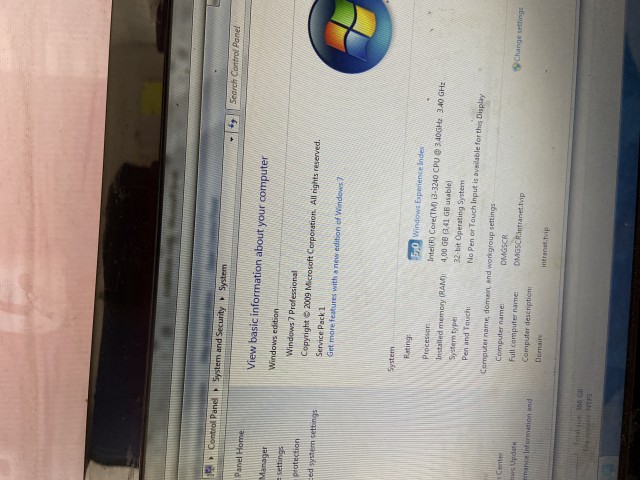 Control Panel ▸ System and Security ▸ System
Search Control Panel
Panel Home
Manager
settings
protection
ced system settings
View basic information about your computer
Windows edition
Windows 7 Professional
Copyright © 2009 Microsoft Corporation. All rights reserved.
Service Pack 1
Get more features with a new edition of Windows 7
System
Rating: 5,0 Windows Experience Index
Processor: Intel(R) Core(TM) i3-3240 CPU @ 3.40GHz 3.40 GHz
Installed memory (RAM): 4,00 GB (3,41 GB usable)
System type: 32-bit Operating System
Pen and Touch: No Pen or Touch Input is available for this Display
Computer name, domain, and workgroup settings
Computer name: DMGSCR
Change settings
Full computer name: DMGSCR.intranet.tvip
Computer description:
Domain: intranet.tvip
Center
ws Update
mance Information and